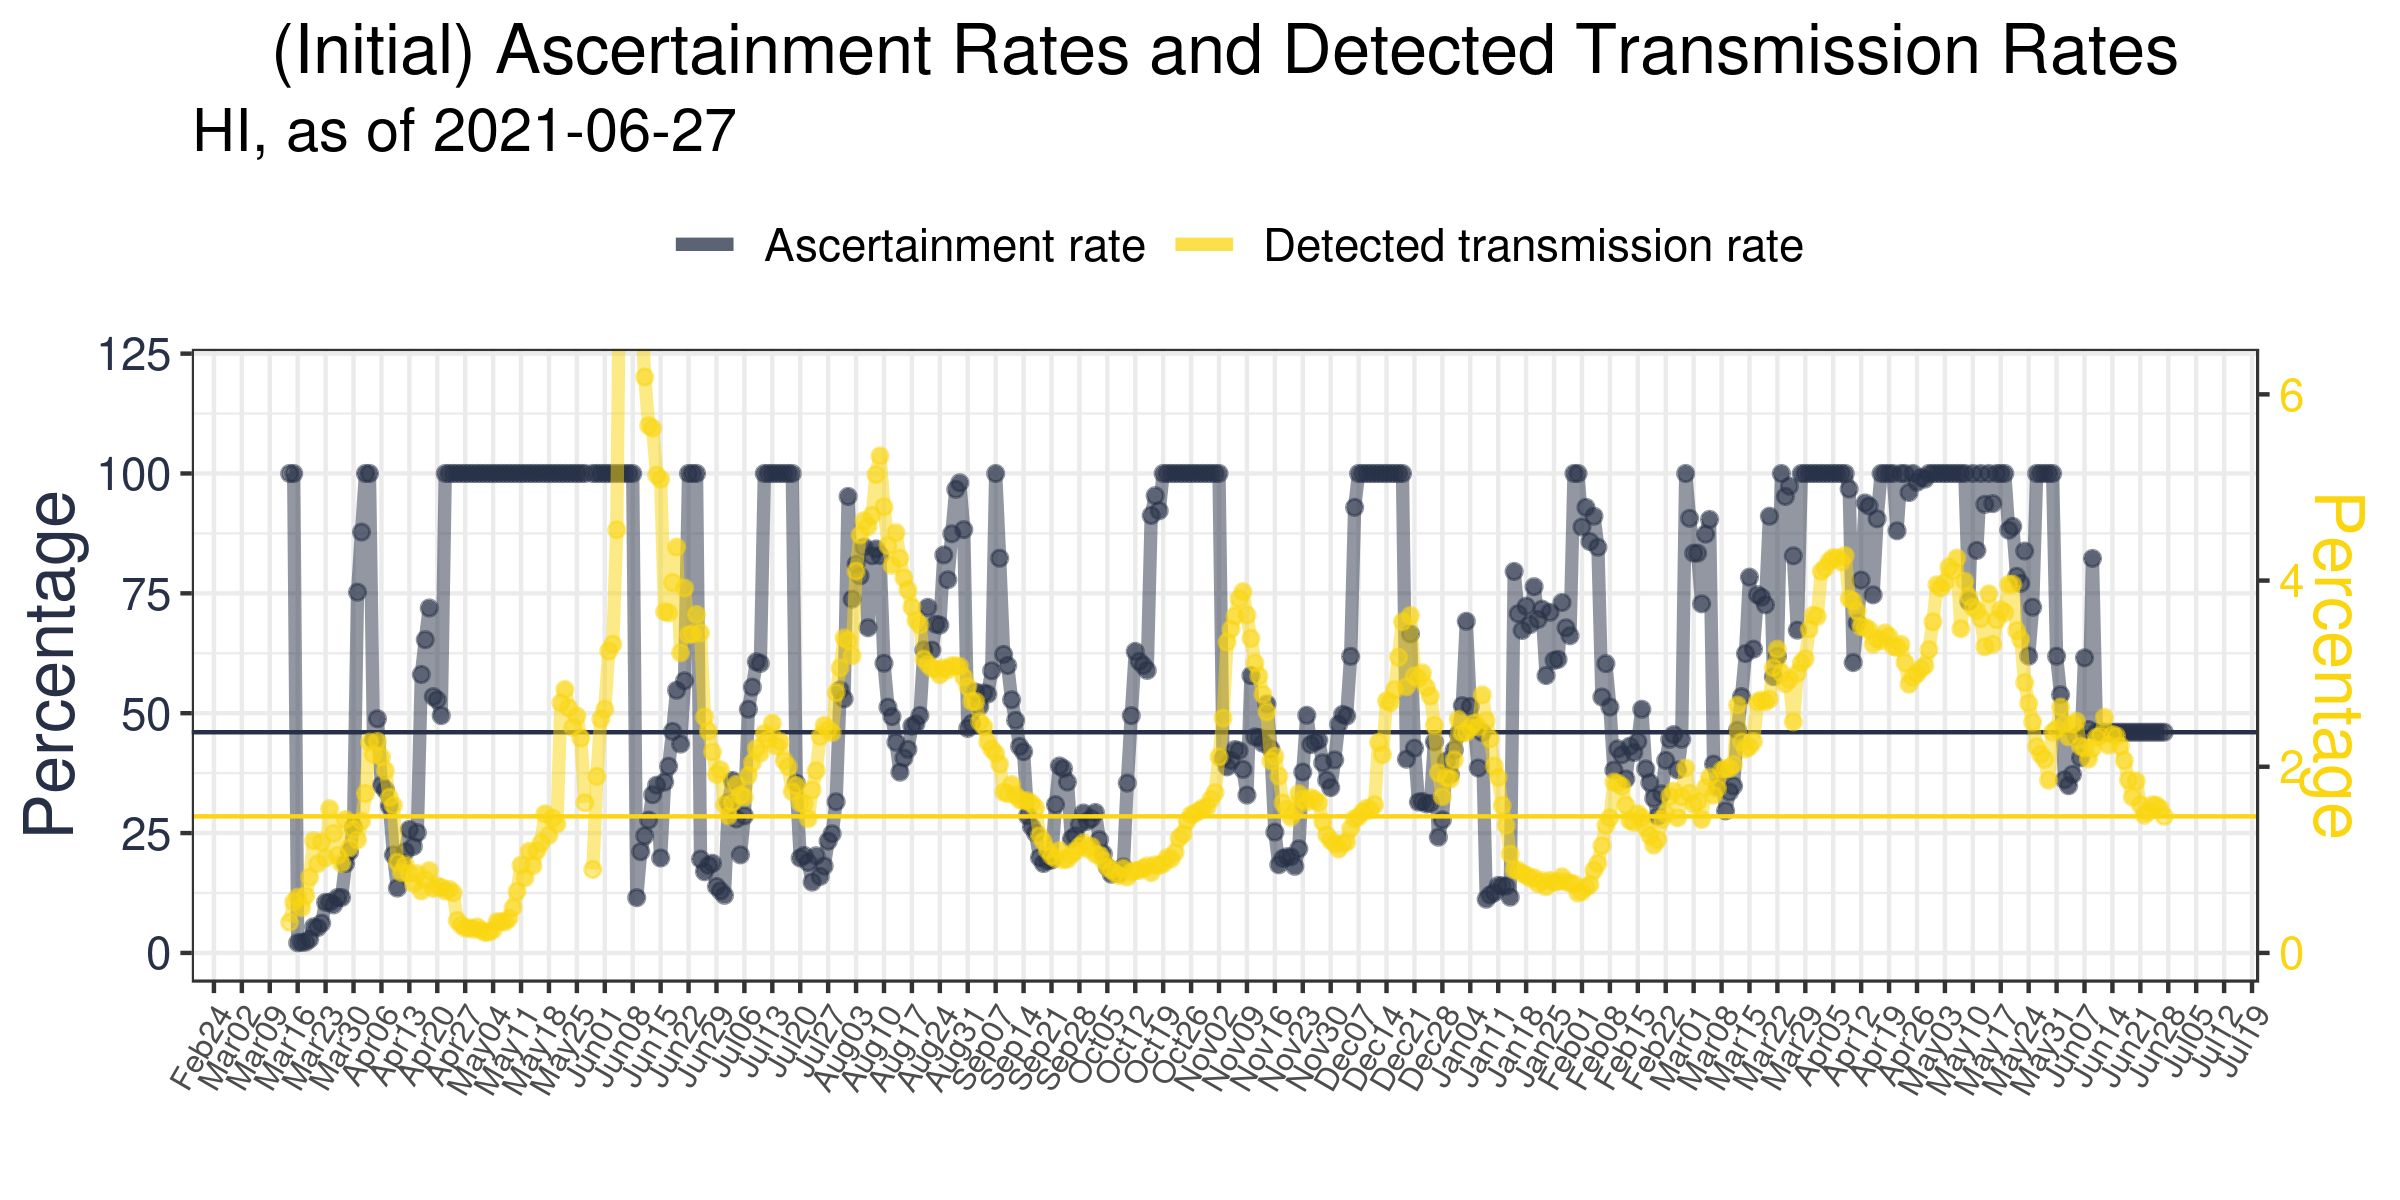 (Initial) Ascertainment Rates and Detected Transmission Rates
HI, as of 2021-06-27
Ascertainment rate
Detected transmission rate
Percentage
125
100
75
50
25
0
6
4
2
0
Percentage
Feb24
Mar02
Mar09
Mar16
Mar23
Mar30
Apr06
Apr13
Apr20
Apr27
May04
May11
May18
May25
Jun01
Jun08
Jun15
Jun22
Jun29
Jul06
Jul13
Jul20
Jul27
Aug03
Aug10
Aug17
Aug24
Aug31
Sep07
Sep14
Sep21
Sep28
Oct05
Oct12
Oct19
Oct26
Nov02
Nov09
Nov16
Nov23
Nov30
Dec07
Dec14
Dec21
Dec28
Jan04
Jan11
Jan18
Jan25
Feb01
Feb08
Feb15
Feb22
Mar01
Mar08
Mar15
Mar22
Mar29
Apr05
Apr12
Apr19
Apr26
May03
May10
May17
May24
May31
Jun07
Jun14
Jun21
Jun28
Jul05
Jul12
Jul19